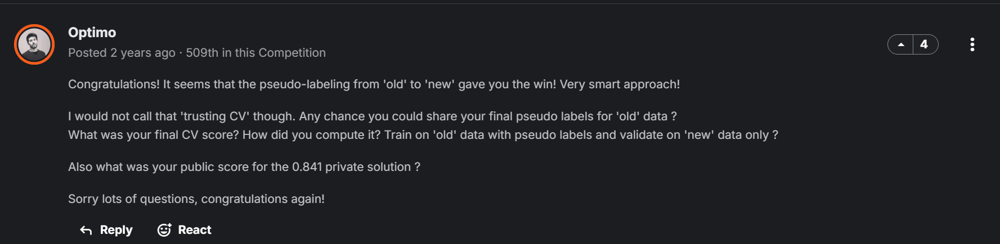 Optimo
Posted 2 years ago · 509th in this Competition
4
Congratulations! It seems that the pseudo-labeling from 'old' to 'new' gave you the win! Very smart approach!
I would not call that 'trusting CV' though. Any chance you could share your final pseudo labels for 'old' data ?
What was your final CV score? How did you compute it? Train on 'old' data with pseudo labels and validate on 'new' data only ?
Also what was your public score for the 0.841 private solution ?
Sorry lots of questions, congratulations again!
Reply React